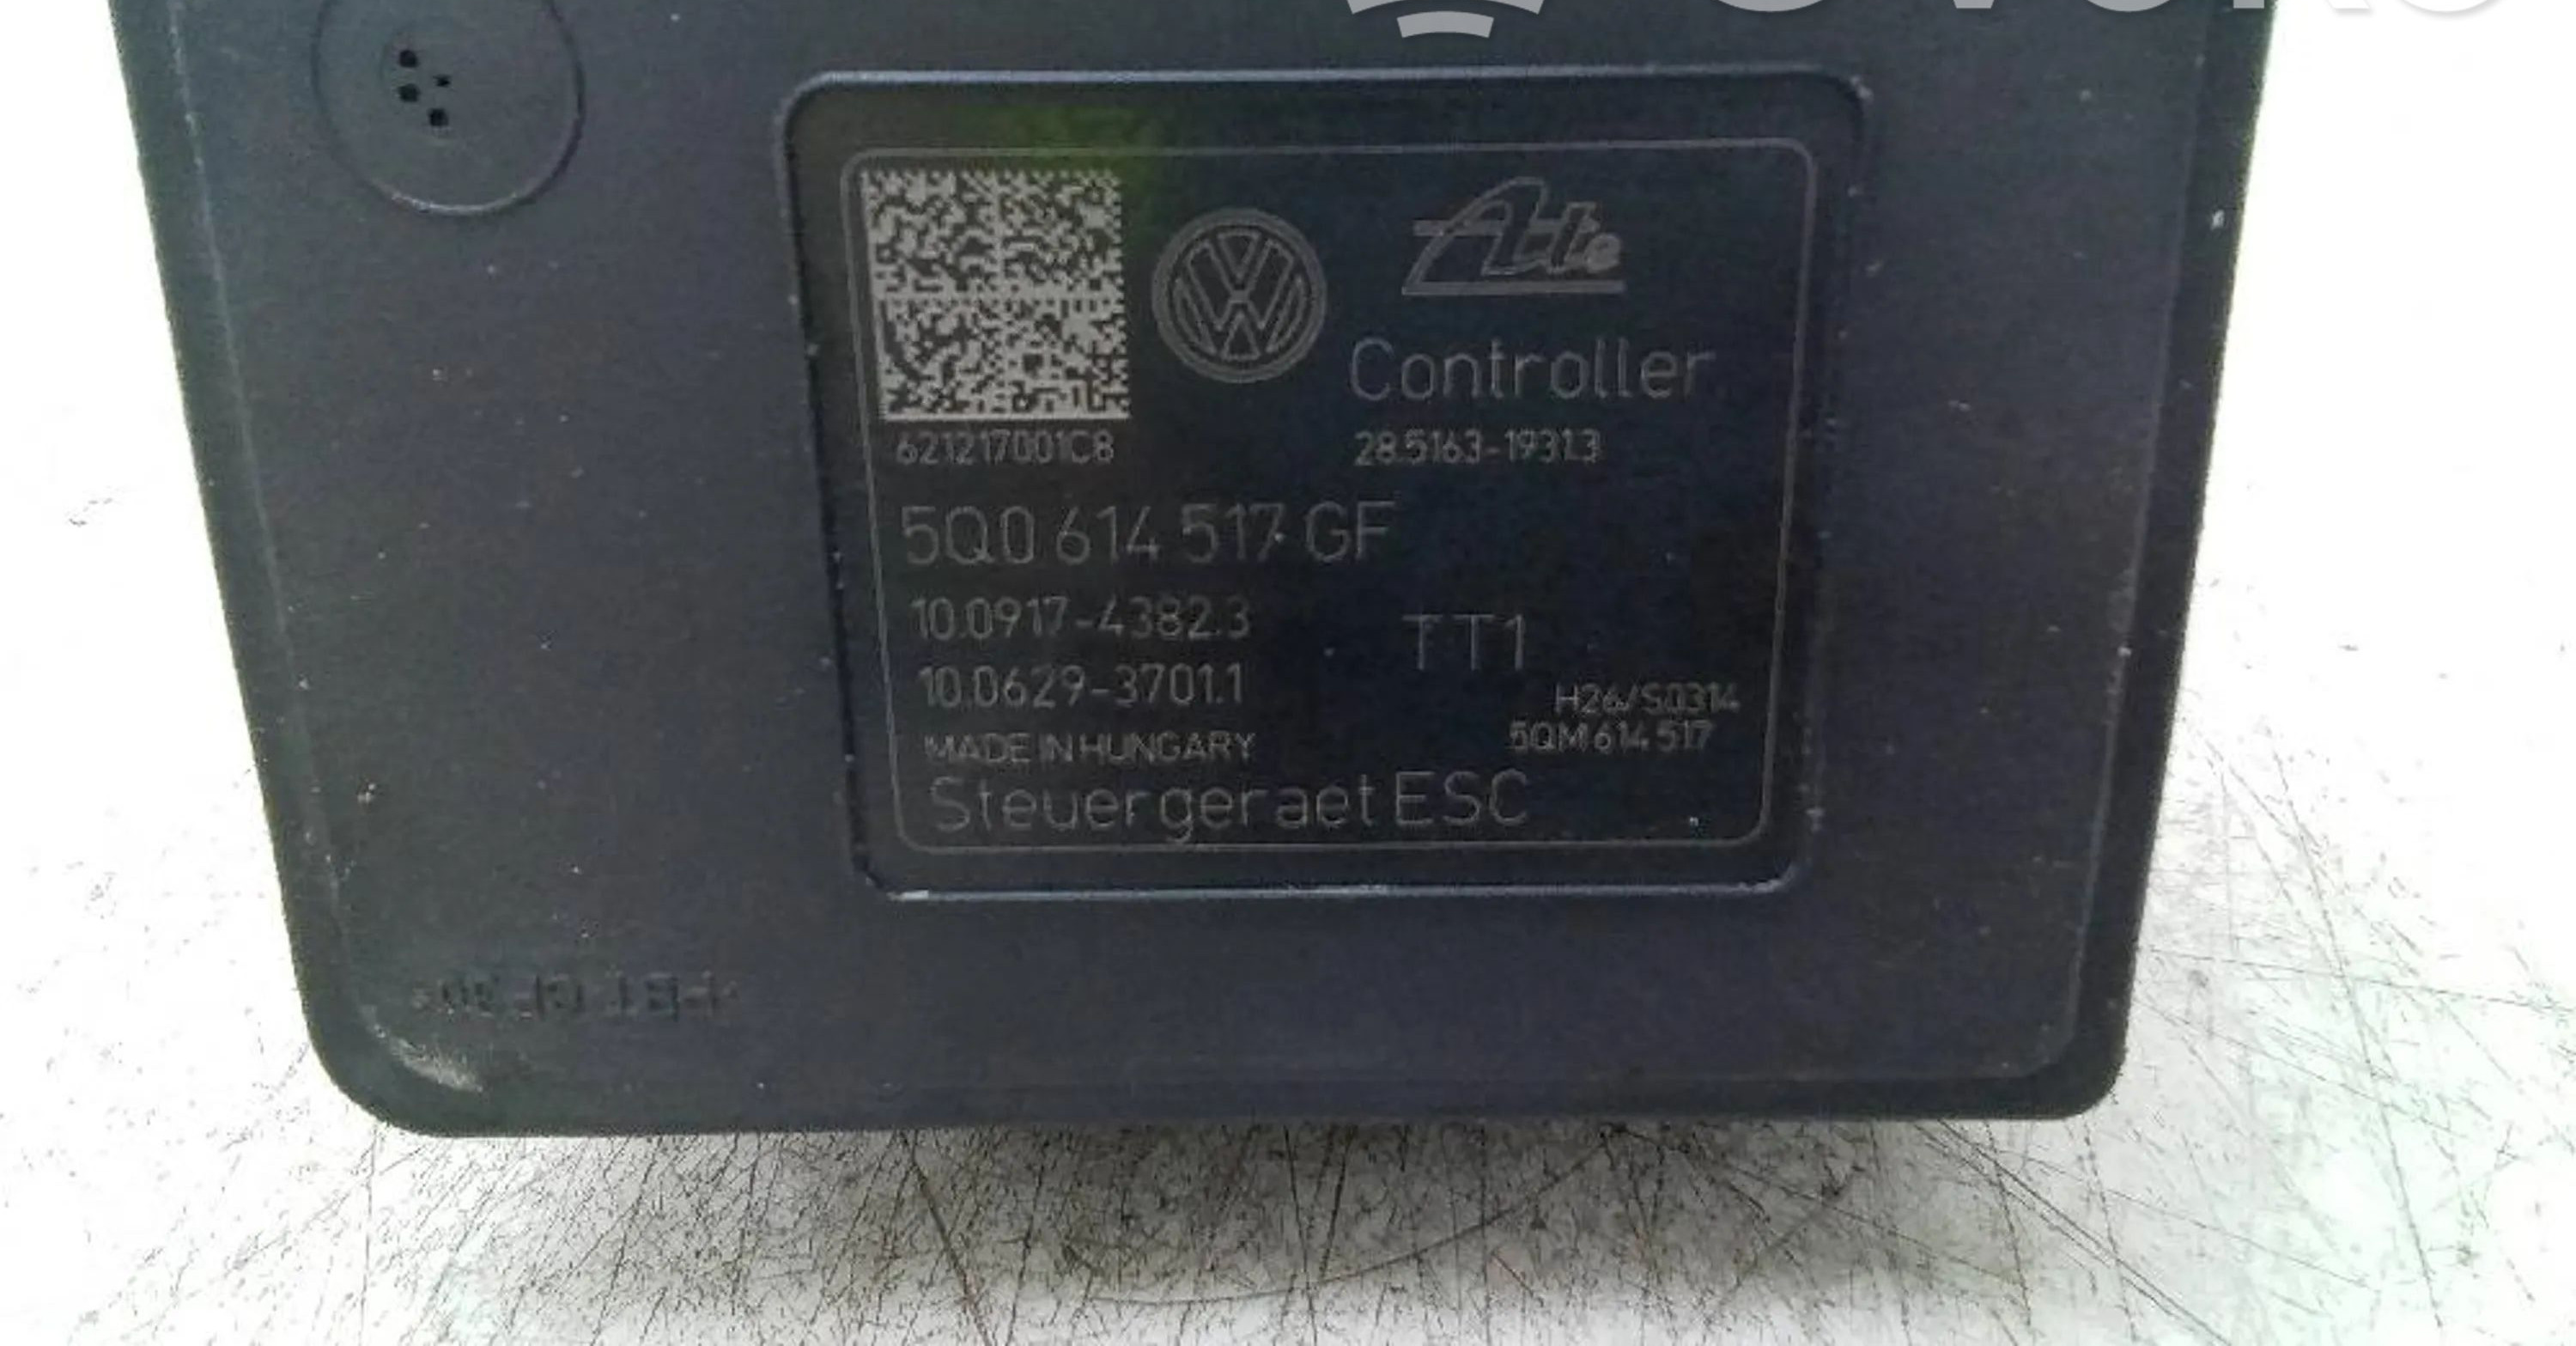 Ate
Controller
621217001C8
28.5163-1931.3
5Q0 614 517 GF
10.0917-4382.3
TT1
10.0629-3701.1
H26/S0314
MADE IN HUNGARY
5QM 614 517
Steuergeraet ESC